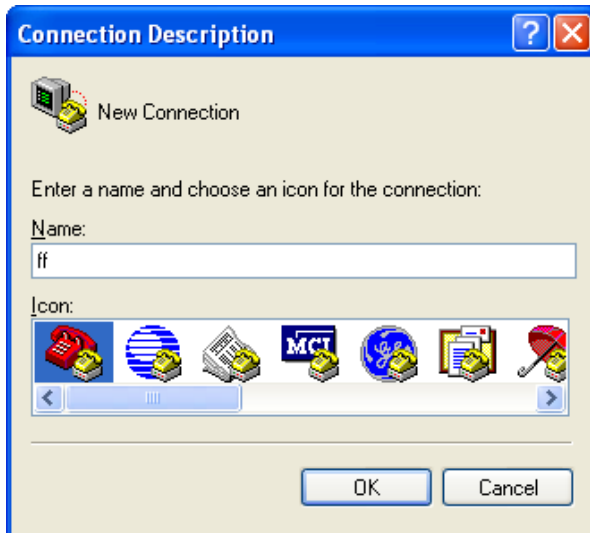 Connection Description
New Connection
Enter a name and choose an icon for the connection:
Name:
ff
Icon:
MCI
OK Cancel